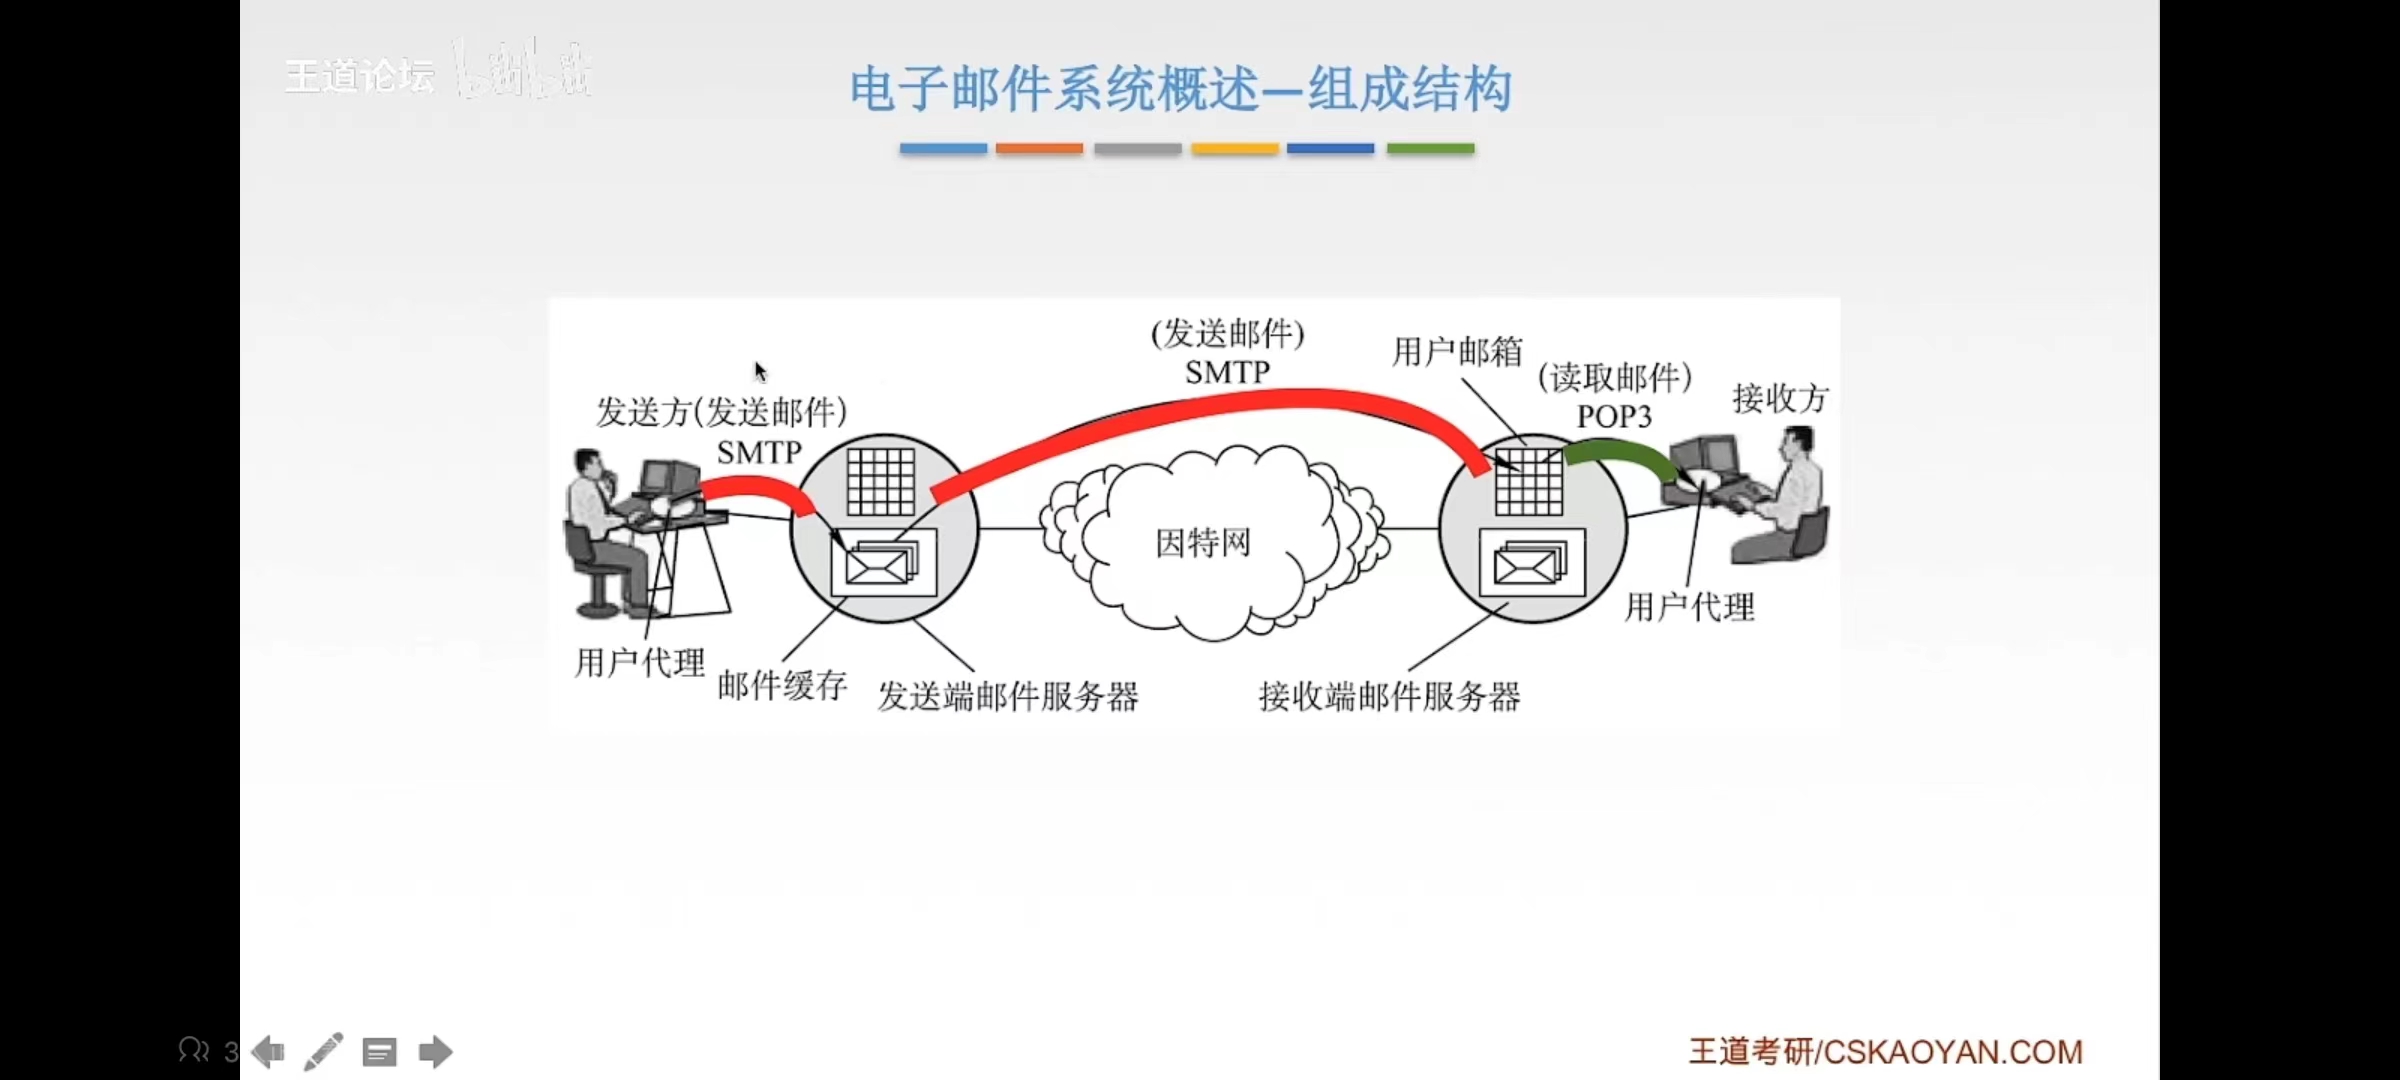 王道论坛 bilibili
电子邮件系统概述—组成结构
(发送邮件)
SMTP
用户邮箱
(读取邮件)
POP3
接收方
发送方(发送邮件)
SMTP
因特网
用户代理
用户代理
邮件缓存
发送端邮件服务器
接收端邮件服务器
3
王道考研/CSKAOYAN.COM